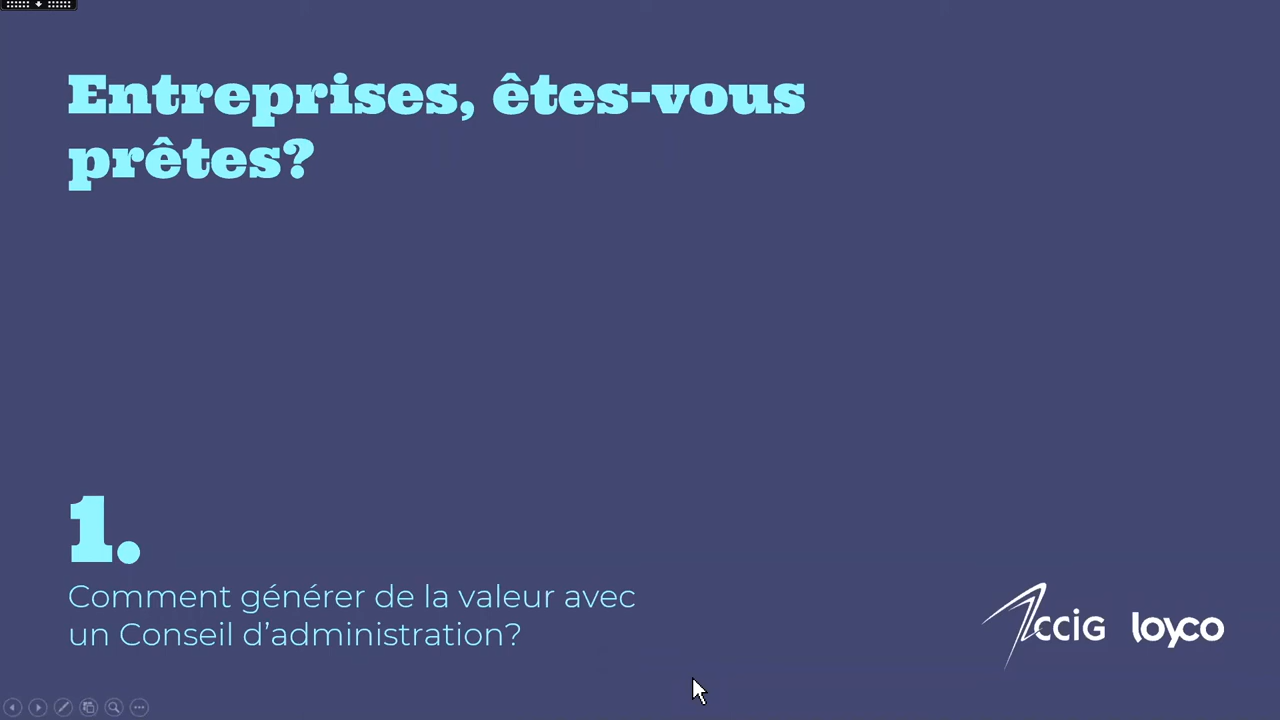 Entreprises, êtes-vous
prêtes?
1.
Comment générer de la valeur avec
un Conseil d’administration?
ccig loyco